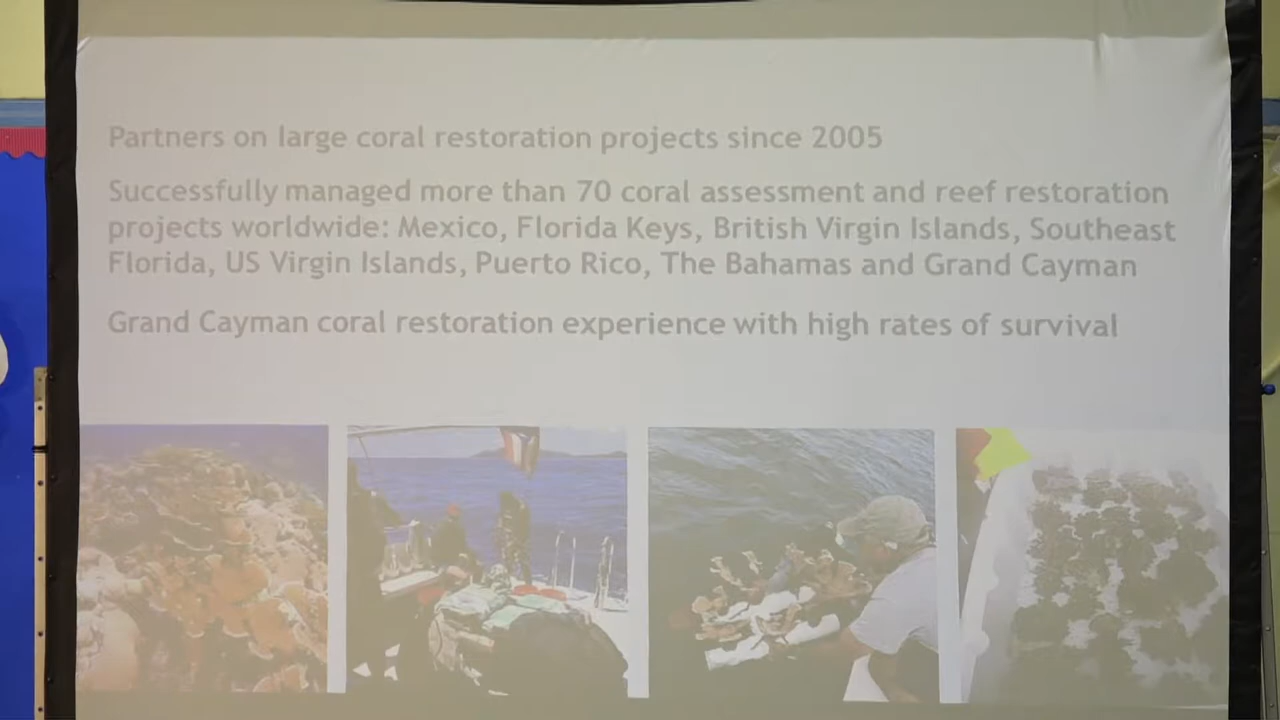 Partners on large coral restoration projects since 2005
Successfully managed more than 70 coral assessment and reef restoration
projects worldwide: Mexico, Florida Keys, British Virgin Islands, Southeast
Florida, US Virgin Islands, Puerto Rico, The Bahamas and Grand Cayman
Grand Cayman coral restoration experience with high rates of survival